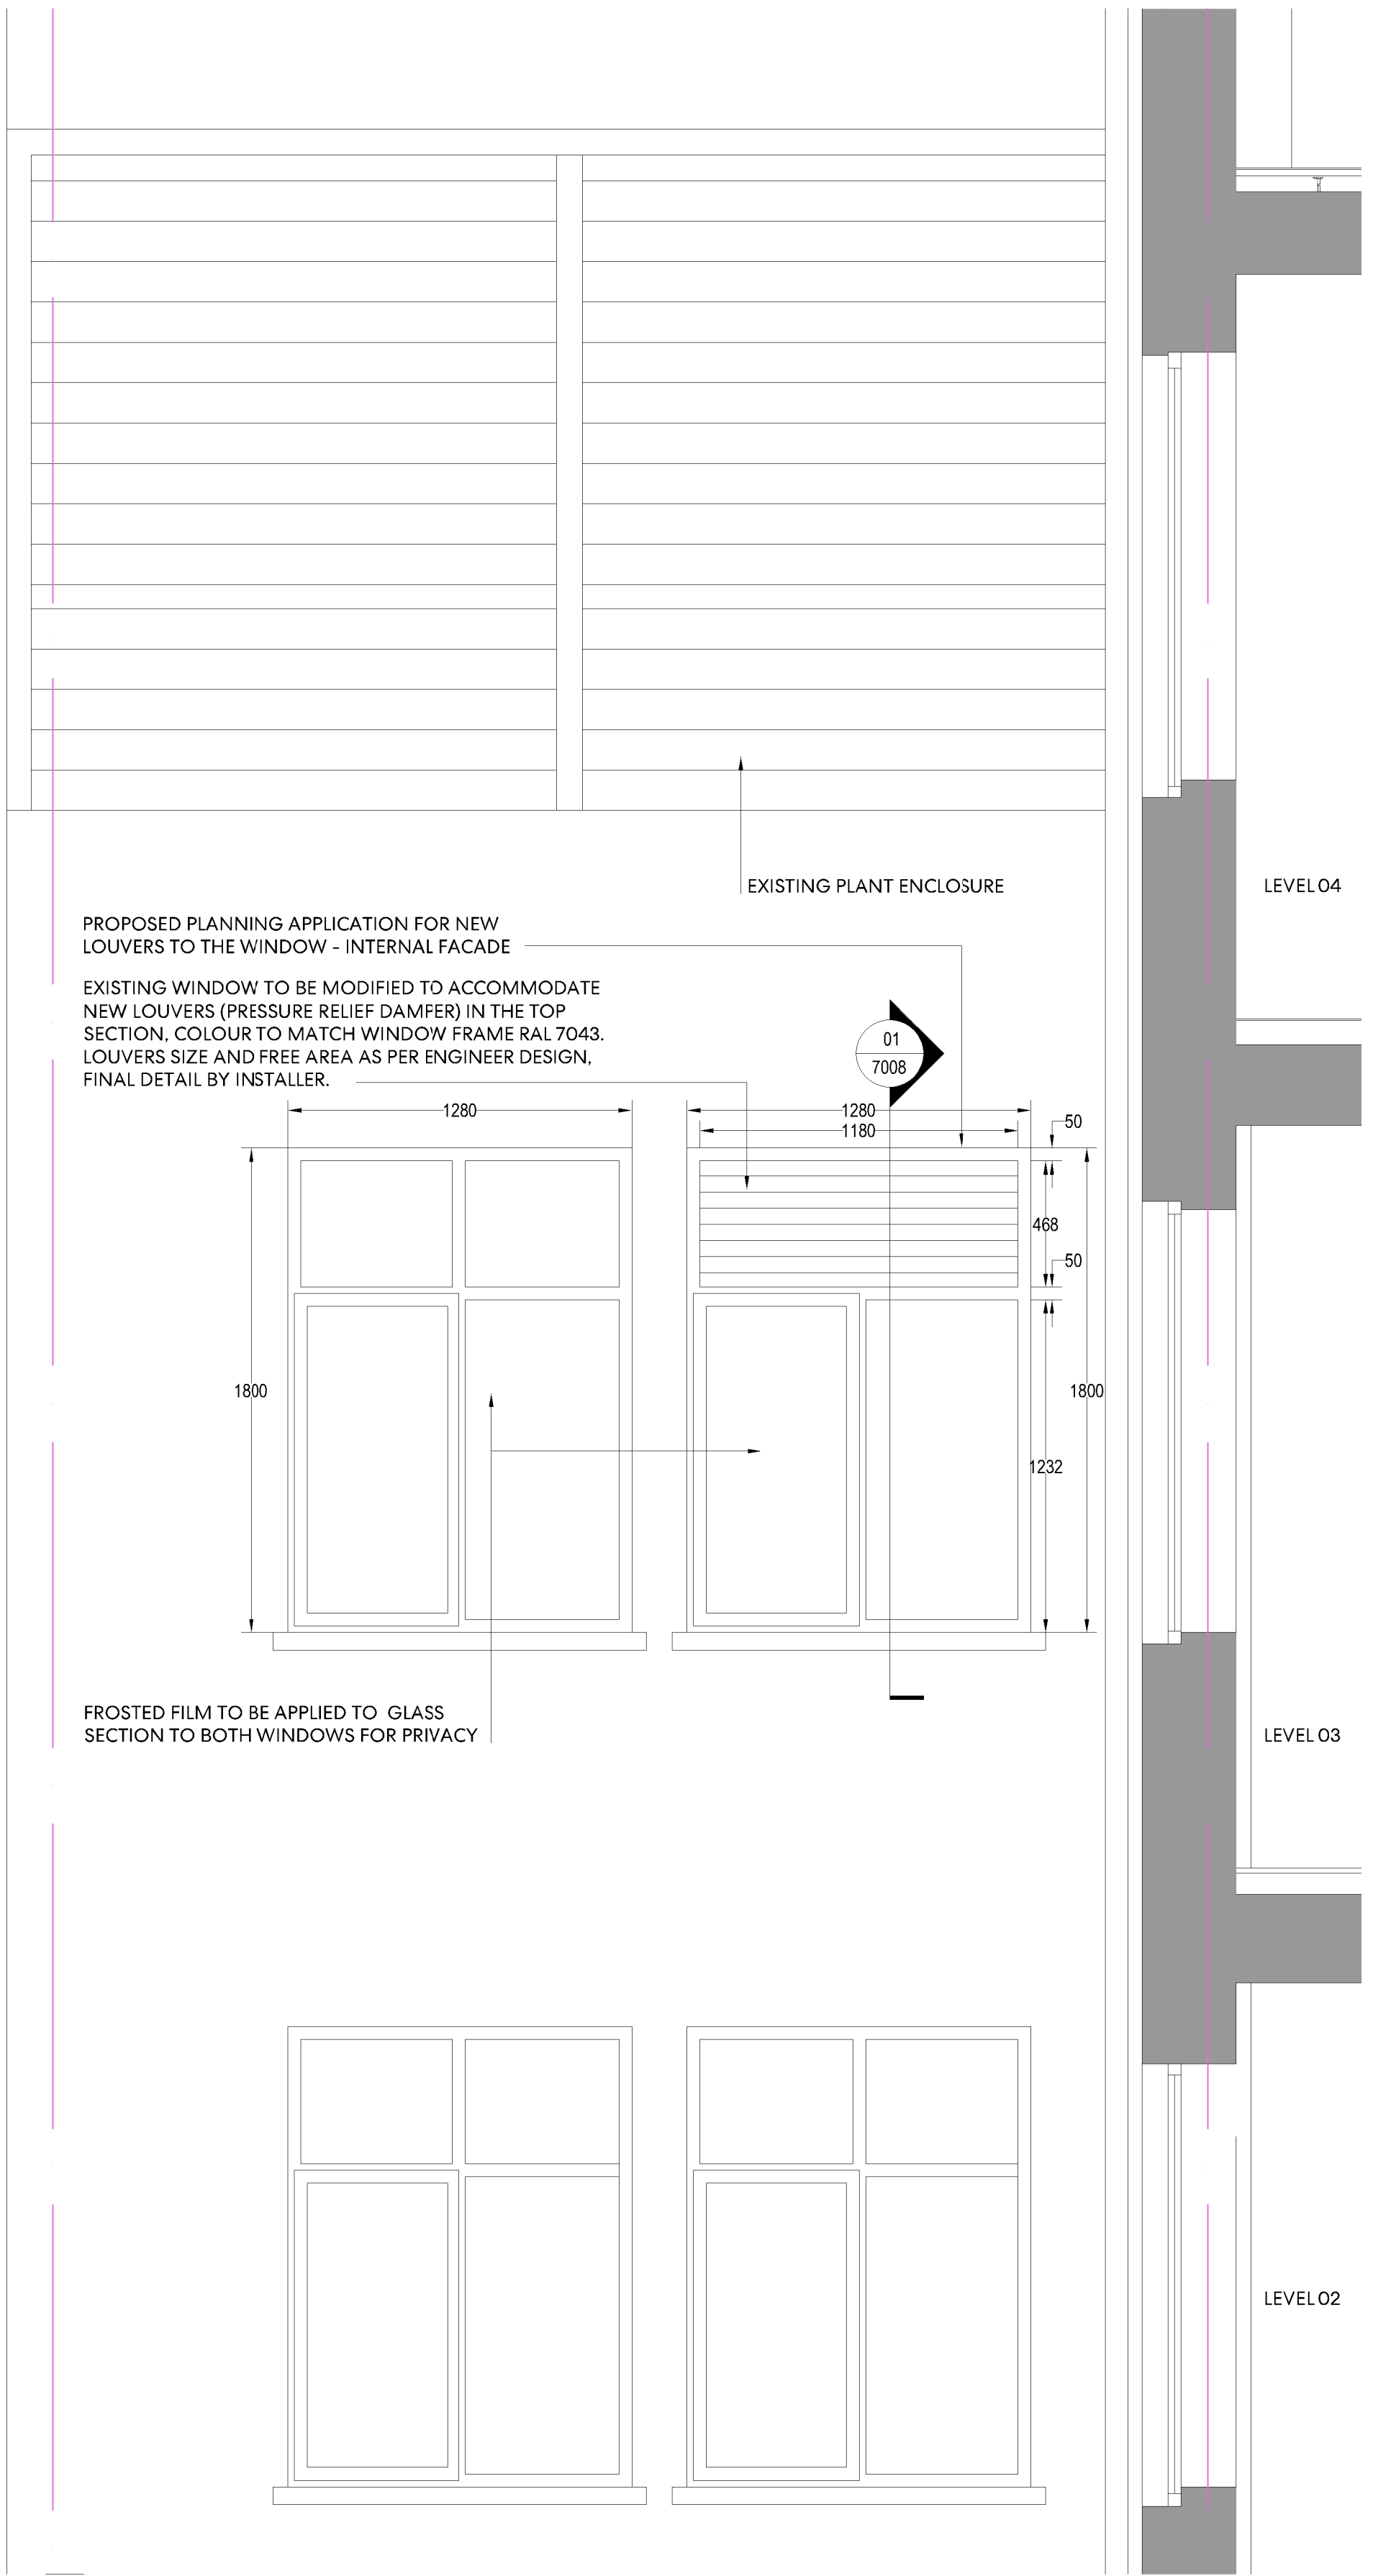 EXISTING PLANT ENCLOSURE
LEVEL 04
PROPOSED PLANNING APPLICATION FOR NEW
LOUVERS TO THE WINDOW - INTERNAL FACADE
EXISTING WINDOW TO BE MODIFIED TO ACCOMMODATE
NEW LOUVERS (PRESSURE RELIEF DAMPER) IN THE TOP
SECTION, COLOUR TO MATCH WINDOW FRAME RAL 7043.
LOUVERS SIZE AND FREE AREA AS PER ENGINEER DESIGN,
FINAL DETAIL BY INSTALLER.
01
7008
1280
1280
1180
50
468
50
1800
1800
1232
FROSTED FILM TO BE APPLIED TO GLASS
SECTION TO BOTH WINDOWS FOR PRIVACY
LEVEL 03
LEVEL 02